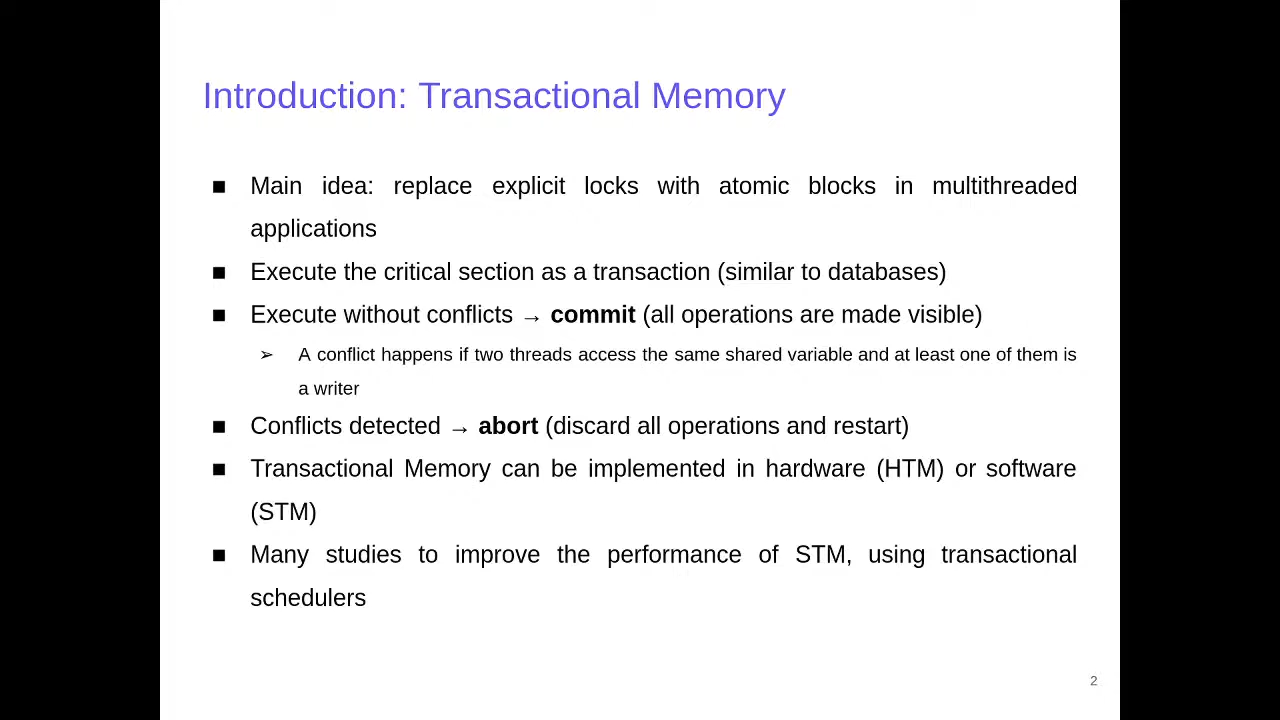 Introduction: Transactional Memory
■ Main idea: replace explicit locks with atomic blocks in multithreaded
applications
■ Execute the critical section as a transaction (similar to databases)
■ Execute without conflicts → commit (all operations are made visible)
➢ A conflict happens if two threads access the same shared variable and at least one of them is
a writer
■ Conflicts detected → abort (discard all operations and restart)
■ Transactional Memory can be implemented in hardware (HTM) or software
(STM)
■ Many studies to improve the performance of STM, using transactional
schedulers
2